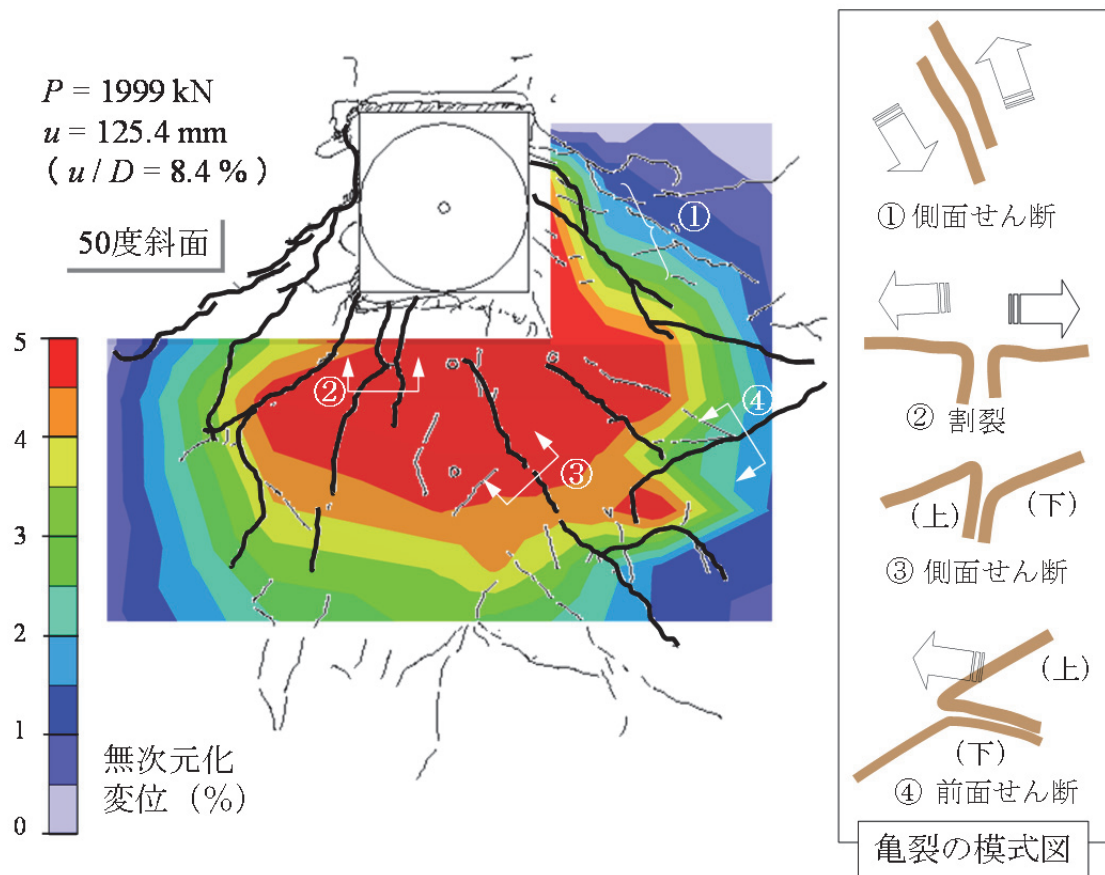 P = 1999 kN
u = 125.4 mm
( u / D = 8.4 % )
50度斜面
5
4
3
2
1
0
無次元化
変位 (%)
①
②
③
④
① 側面せん断
② 割裂
(上)
(下)
③ 側面せん断
(上)
(下)
④ 前面せん断
亀裂の模式図